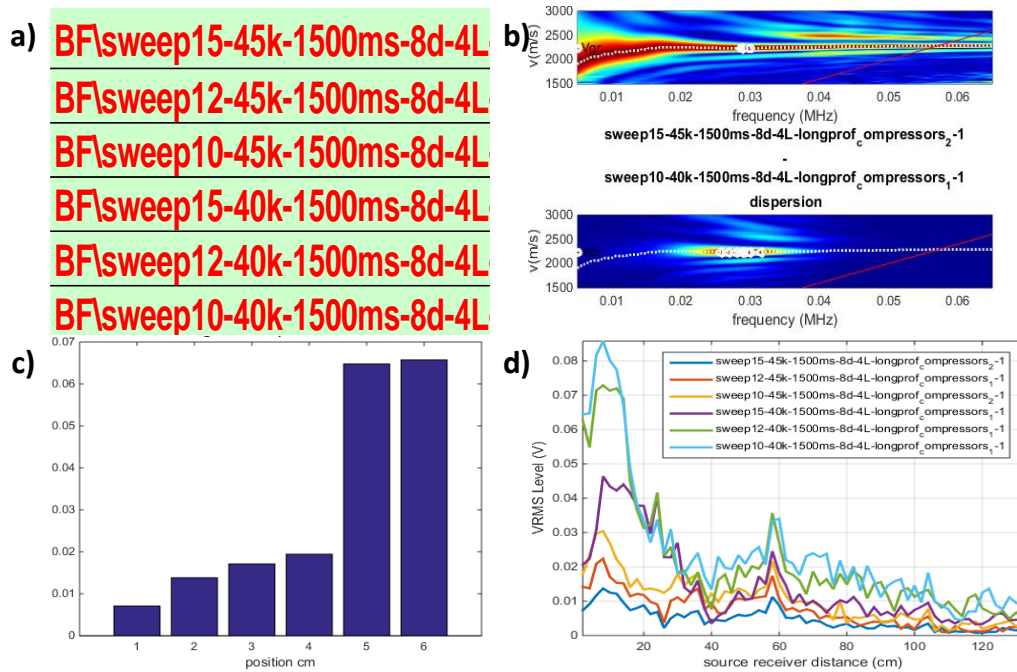 a)
BF\sweep15-45k-1500ms-8d-4L-
BF\sweep12-45k-1500ms-8d-4L-
BF\sweep10-45k-1500ms-8d-4L-
BF\sweep15-40k-1500ms-8d-4L-
BF\sweep12-40k-1500ms-8d-4L-
BF\sweep10-40k-1500ms-8d-4L-
b)
3000
2500
2000
1500
v(m/s)
0.01 0.02 0.03 0.04 0.05 0.06
frequency (MHz)
sweep15-45k-1500ms-8d-4L-longprof_compressors_2-1
-
sweep10-40k-1500ms-8d-4L-longprof_compressors_1-1
dispersion
3000
2500
2000
1500
v(m/s)
0.01 0.02 0.03 0.04 0.05 0.06
frequency (MHz)
c)
0.07
0.06
0.05
0.04
0.03
0.02
0.01
0
1 2 3 4 5 6
position cm
d)
0.08
0.07
0.06
0.05
0.04
0.03
0.02
0.01
0
VRMS Level (V)
sweep15-45k-1500ms-8d-4L-longprof_compressors_2-1
sweep12-45k-1500ms-8d-4L-longprof_compressors_1-1
sweep10-45k-1500ms-8d-4L-longprof_compressors_2-1
sweep15-40k-1500ms-8d-4L-longprof_compressors_1-1
sweep12-40k-1500ms-8d-4L-longprof_compressors_1-1
sweep10-40k-1500ms-8d-4L-longprof_compressors_1-1
20 40 60 80 100 120
source receiver distance (cm)